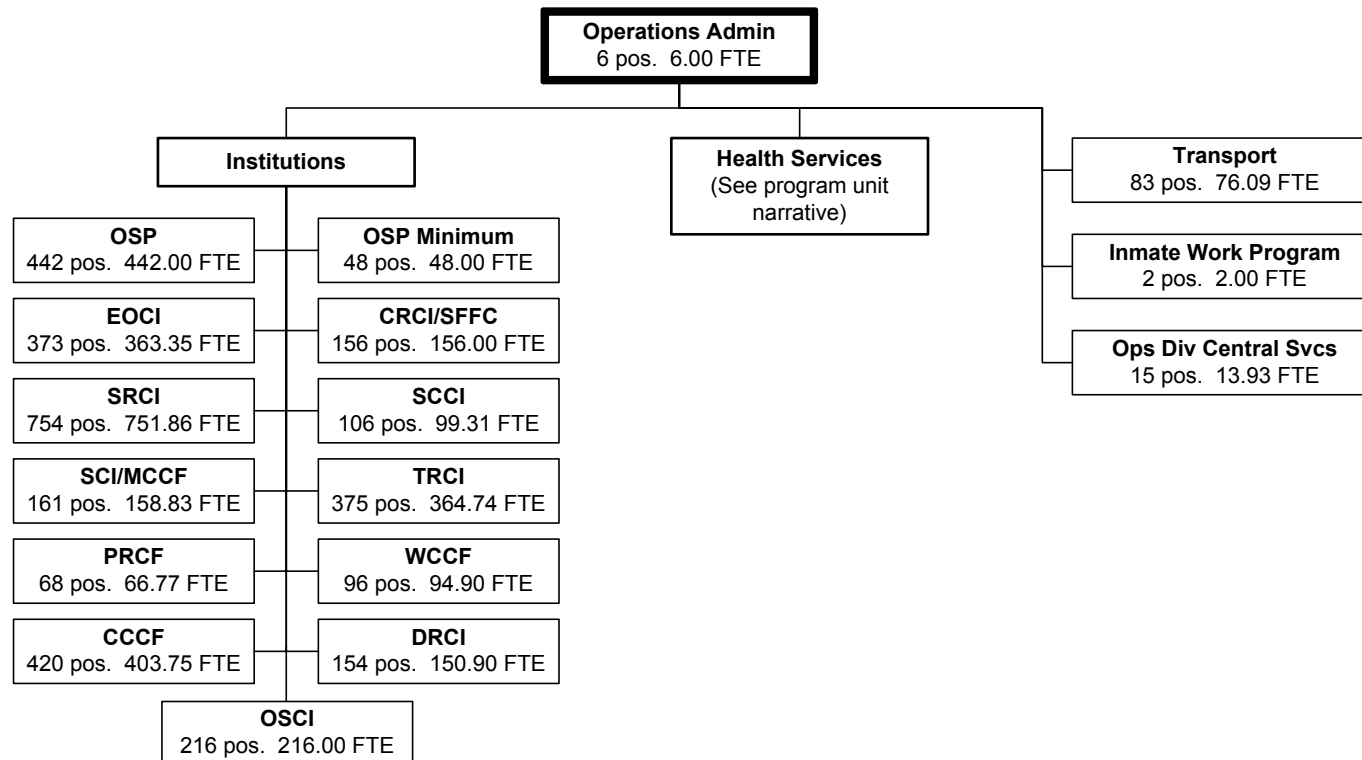 Operations Admin
6 pos. 6.00 FTE
Institutions
Health Services
(See program unit
narrative)
Transport
83 pos. 76.09 FTE
Inmate Work Program
2 pos. 2.00 FTE
Ops Div Central Svcs
15 pos. 13.93 FTE
OSP
442 pos. 442.00 FTE
OSP Minimum
48 pos. 48.00 FTE
EOCI
373 pos. 363.35 FTE
CRCI/SFFC
156 pos. 156.00 FTE
SRCI
754 pos. 751.86 FTE
SCCI
106 pos. 99.31 FTE
SCI/MCCF
161 pos. 158.83 FTE
TRCI
375 pos. 364.74 FTE
PRCF
68 pos. 66.77 FTE
WCCF
96 pos. 94.90 FTE
CCCF
420 pos. 403.75 FTE
DRCI
154 pos. 150.90 FTE
OSCI
216 pos. 216.00 FTE